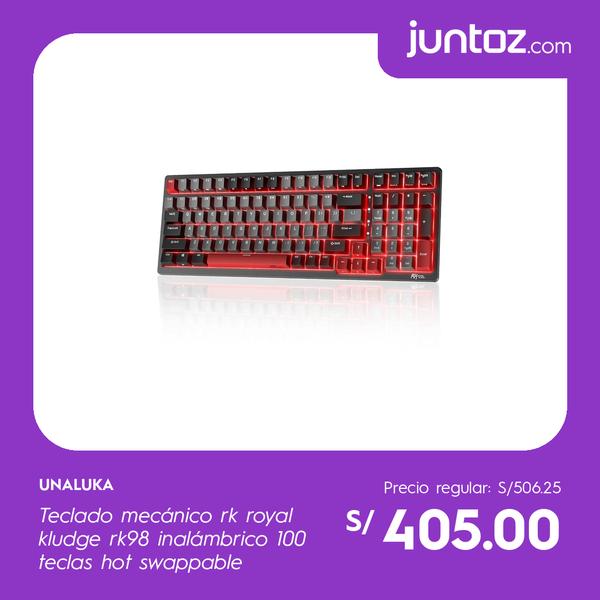 juntoz.com
UNALUKA
Teclado mecánico rk royal
kludge rk98 inalámbrico 100
teclas hot swappable
Precio regular: S/506.25
S/ 405.00